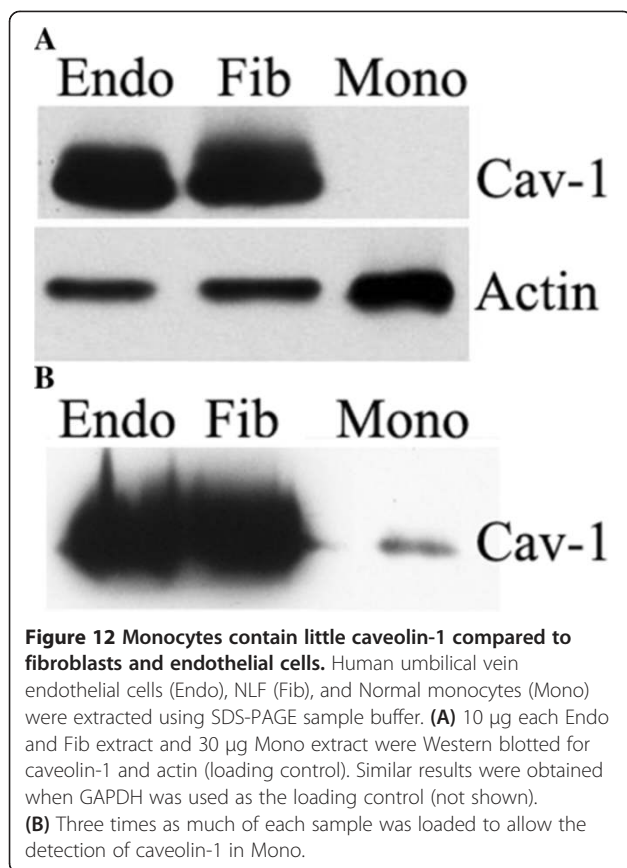 A
Endo Fib Mono
Cav-1
Actin
B
Endo Fib Mono
Cav-1
Figure 12 Monocytes contain little caveolin-1 compared to
fibroblasts and endothelial cells. Human umbilical vein
endothelial cells (Endo), NLF (Fib), and Normal monocytes (Mono)
were extracted using SDS-PAGE sample buffer. (A) 10 μg each Endo
and Fib extract and 30 μg Mono extract were Western blotted for
caveolin-1 and actin (loading control). Similar results were obtained
when GAPDH was used as the loading control (not shown).
(B) Three times as much of each sample was loaded to allow the
detection of caveolin-1 in Mono.